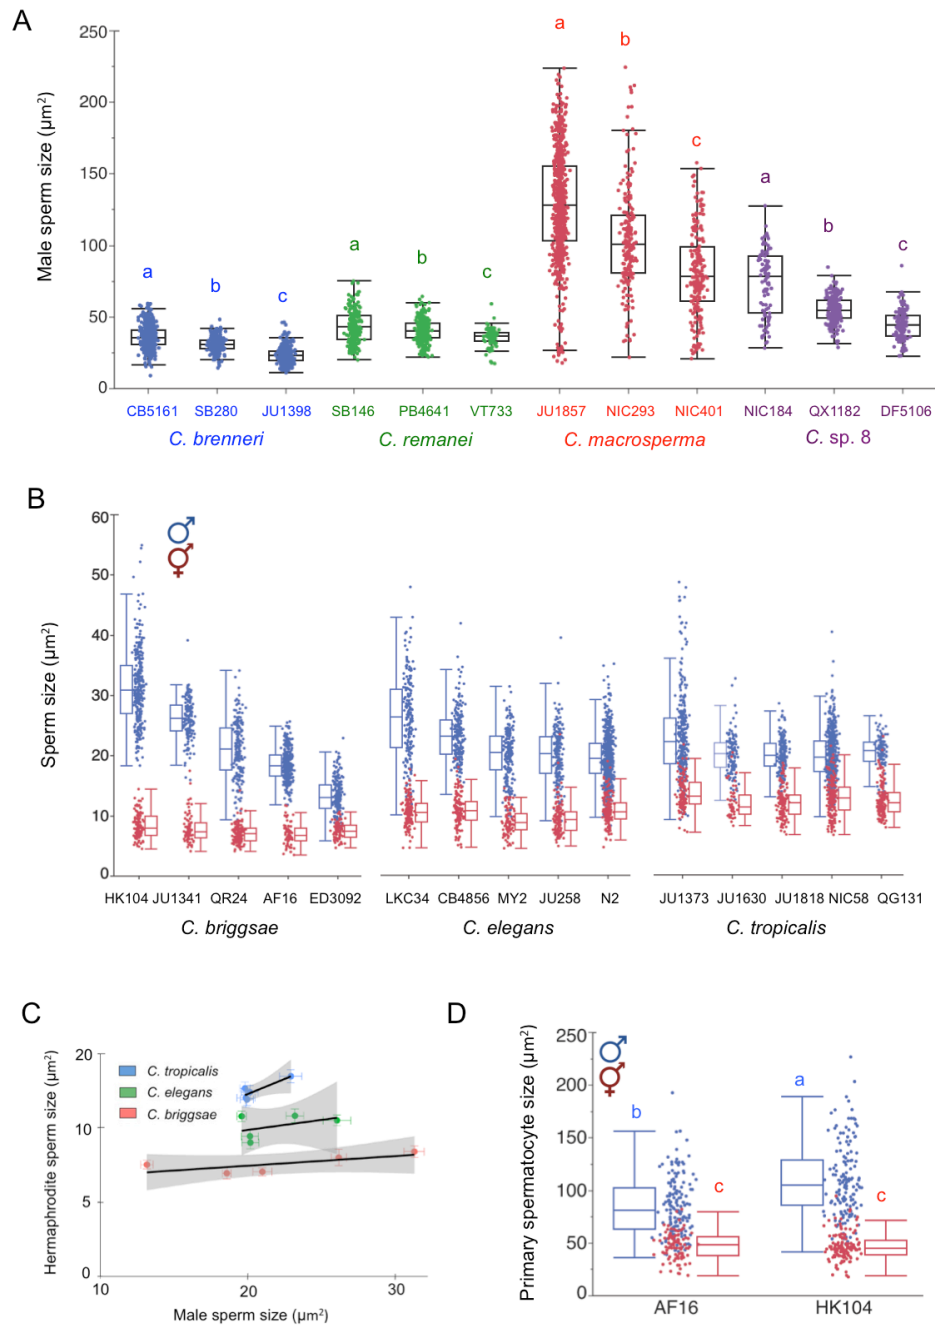 A
Male sperm size (µm²)
250
200
150
100
50
0
a
b
c
a
b
c
a
b
c
a
b
c
CB5161 SB280 JU1398 SB146 PB4641 VT733 JU1857 NIC293 NIC401 NIC184 QX1182 DF5106
C. brenneri C. remanei C. macrosperma C. sp. 8
B
Sperm size (µm²)
60
50
40
30
20
10
0
HK104 JU1341 QR24 AF16 ED3092 LKC34 CB4856 MY2 JU258 N2 JU1373 JU1630 JU1818 NIC58 QG131
C. briggsae C. elegans C. tropicalis
C
Hermaphrodite sperm size (µm²)
20
10
5
0
C. tropicalis
C. elegans
C. briggsae
10 20 30
Male sperm size (µm²)
D
Primary spermatocyte size (µm²)
250
200
150
100
50
0
b
c
a
c
AF16 HK104